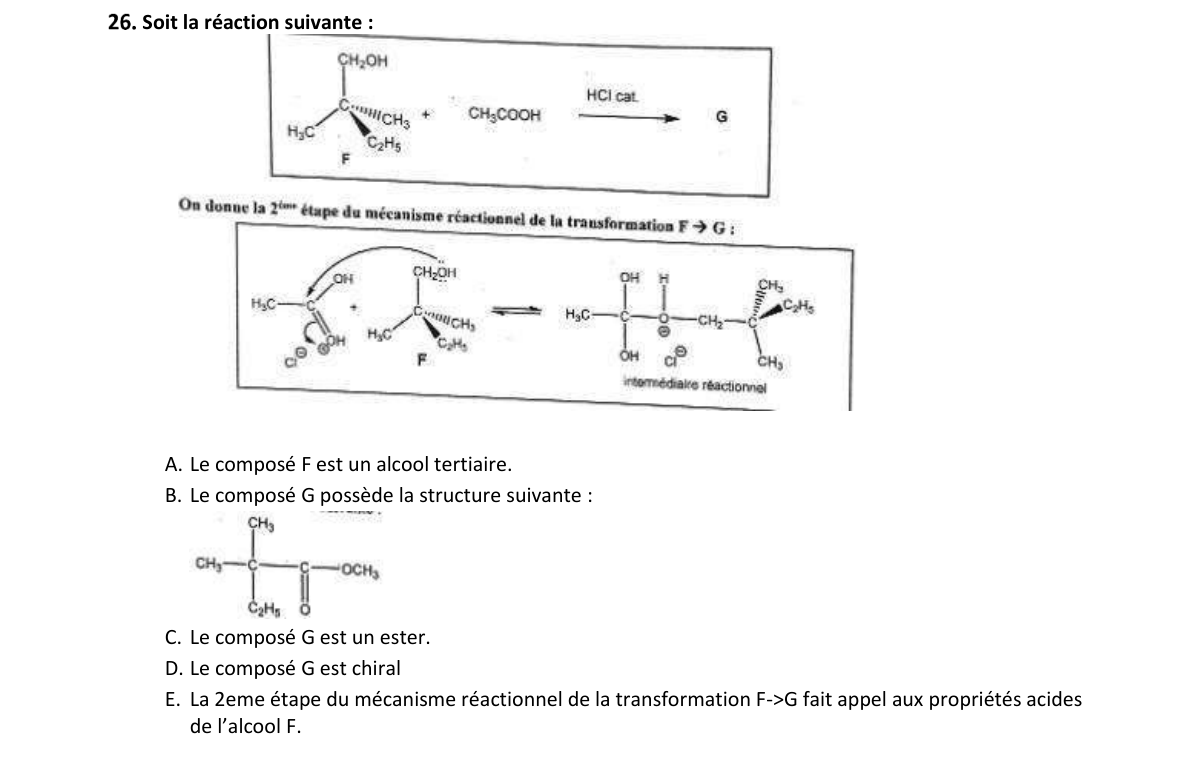 26. Soit la réaction suivante :
CH₂OH
HCl cat.
C CH₃ + CH₃COOH G
H₃C C₂H₅
F
On donne la 2ème étape du mécanisme réactionnel de la transformation F → G :
OH CH₂OH OH H CH₃
H₃C C + C C₂H₅
H₃C CH₃ H₃C C O CH₂ C
Cl⊖ ⊕OH C₂H₅ ⊕
F OH Cl⊖ CH₃
intermédiaire réactionnel
A. Le composé F est un alcool tertiaire.
B. Le composé G possède la structure suivante :
CH₃
CH₃ C C OCH₃
C₂H₅ O
C. Le composé G est un ester.
D. Le composé G est chiral
E. La 2eme étape du mécanisme réactionnel de la transformation F->G fait appel aux propriétés acides
de l’alcool F.